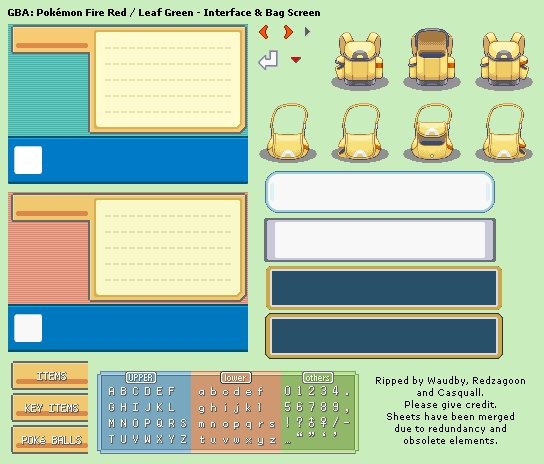 GBA: Pokémon Fire Red / Leaf Green - Interface & Bag Screen
ITEMS
KEY ITEMS
POKé BALLS
UPPER lower others
A B C D E F a b c d e f 0 1 2 3 4 .
G H I J K L g h i j k l 5 6 7 8 9 ,
M N O P Q R S m n o p q r s ! ? ♂ ♀ / -
T U V W X Y Z t u v w x y z … “ ” ‘ ’
Ripped by Waudby, Redzagoon
and Casquall.
Please give credit.
Sheets have been merged
due to redundancy and
obsolete elements.